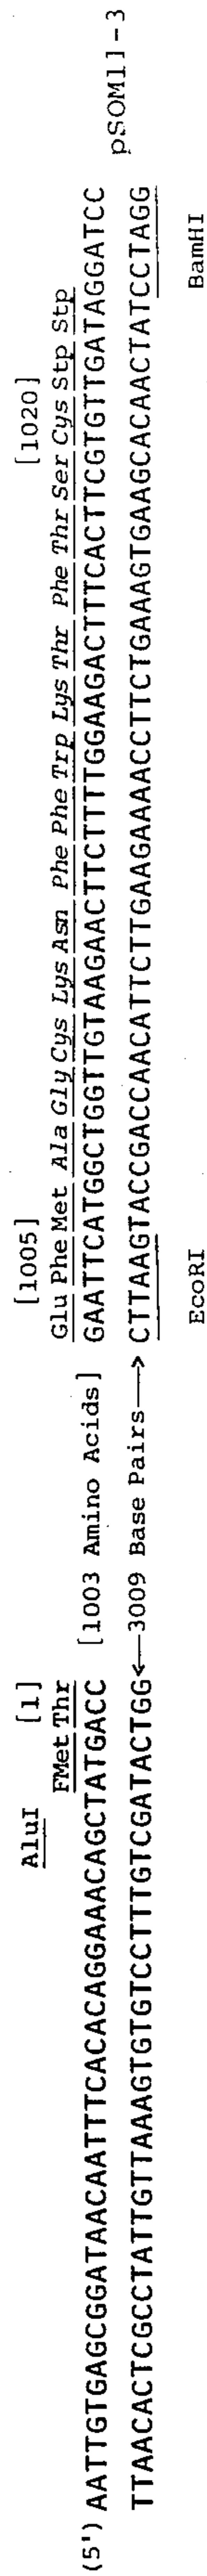 AluI [1] [1005] [1020]
FMet Thr Glu Phe Met Ala Gly Cys Lys Asn Phe Phe Trp Lys Thr Phe Thr Ser Cys Stp Stp
(5') AATTGTGAGCGGATAACAATTTCACACAGGAAACAGCTATGACC [1003 Amino Acids] GAATTCATGGCTGGTTGTAAGAACTTCTTTTGGAAGACTTTCACTTCGTGTTGATAGGATCC pSOM11-3
TTAACACTCGCCTATTGTTAAAGTGTGTCCTTTGTCGATACTGG<—3009 Base Pairs—> CTTAAGTACCGACCAACATTCTTGAAGAAAACCTTCTGAAAGTGAAGCACAACTATCCTAGG
EcoRI BamHI